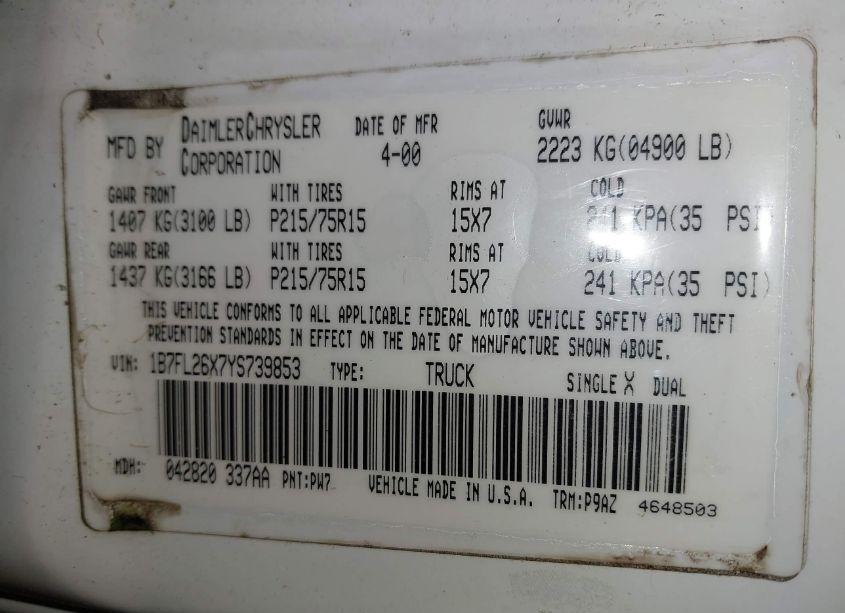 MFD BY DAIMLERCHRYSLER CORPORATION DATE OF MFR 4-00 GVWR 2223 KG(04900 LB)
GAWR FRONT WITH TIRES RIMS AT COLD
1407 KG(3100 LB) P215/75R15 15X7 241 KPA(35 PSI)
GAWR REAR WITH TIRES RIMS AT COLD
1437 KG(3166 LB) P215/75R15 15X7 241 KPA(35 PSI)
THIS VEHICLE CONFORMS TO ALL APPLICABLE FEDERAL MOTOR VEHICLE SAFETY AND THEFT
PREVENTION STANDARDS IN EFFECT ON THE DATE OF MANUFACTURE SHOWN ABOVE.
VIN: 1B7FL26X7YS739853 TYPE: TRUCK SINGLE X DUAL
MDH: 042820 337AA PNT:PW7 VEHICLE MADE IN U.S.A. TRM:P9AZ 4648503